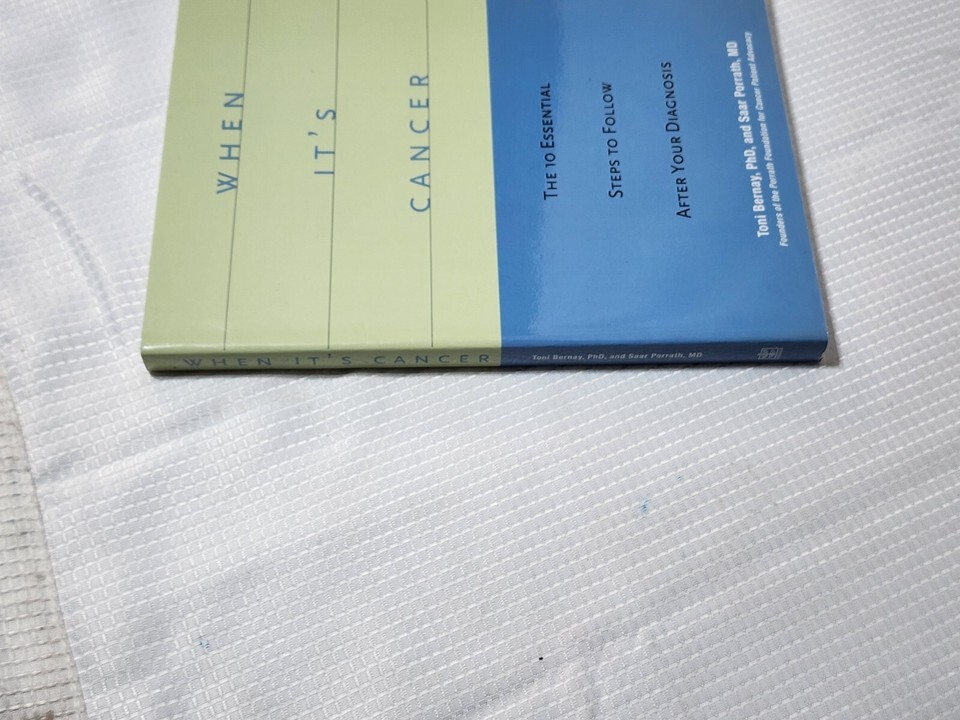 WHEN
IT'S
CANCER
THE 10 ESSENTIAL
STEPS TO FOLLOW
AFTER YOUR DIAGNOSIS
Toni Bernay, PhD, and Saar Porrath, MD
Founders of the Porrath Foundation for Cancer Patient Advocacy
WHEN IT'S CANCER
Toni Bernay, PhD, and Saar Porrath, MD